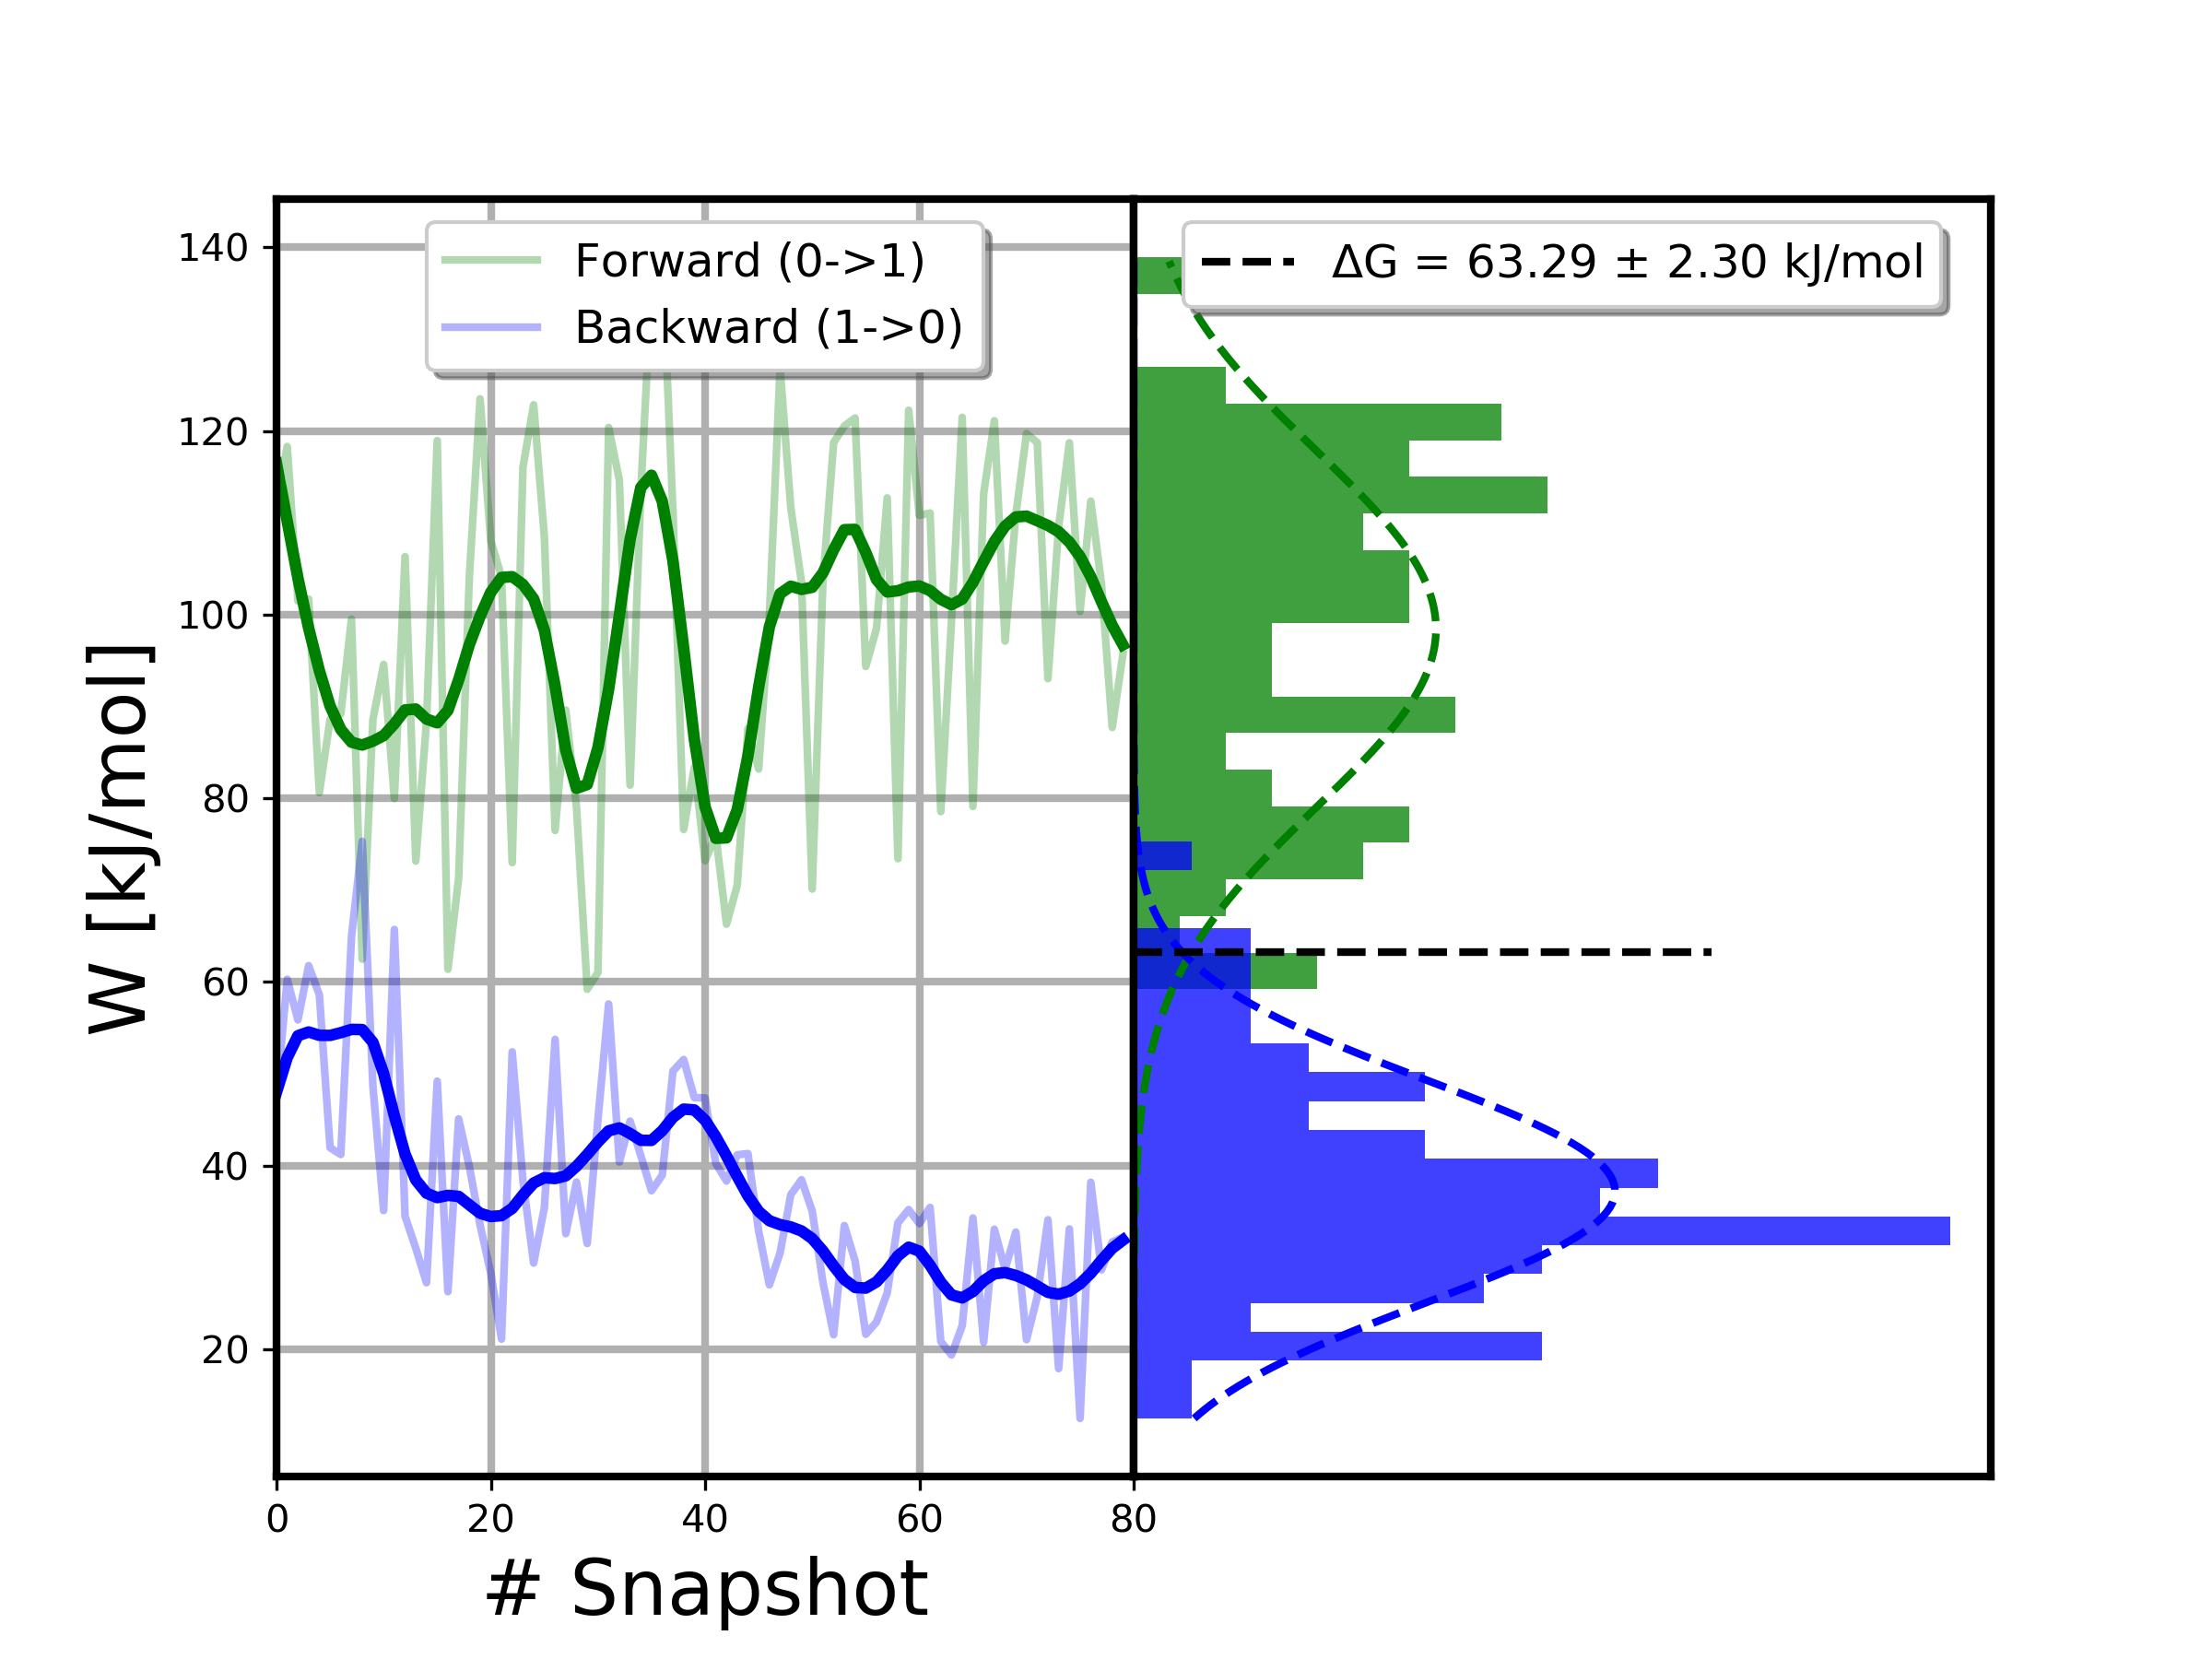 Forward (0->1)
Backward (1->0)
ΔG = 63.29 ± 2.30 kJ/mol
W [kJ/mol]
140
120
100
80
60
40
20
0
20
40
60
80
# Snapshot